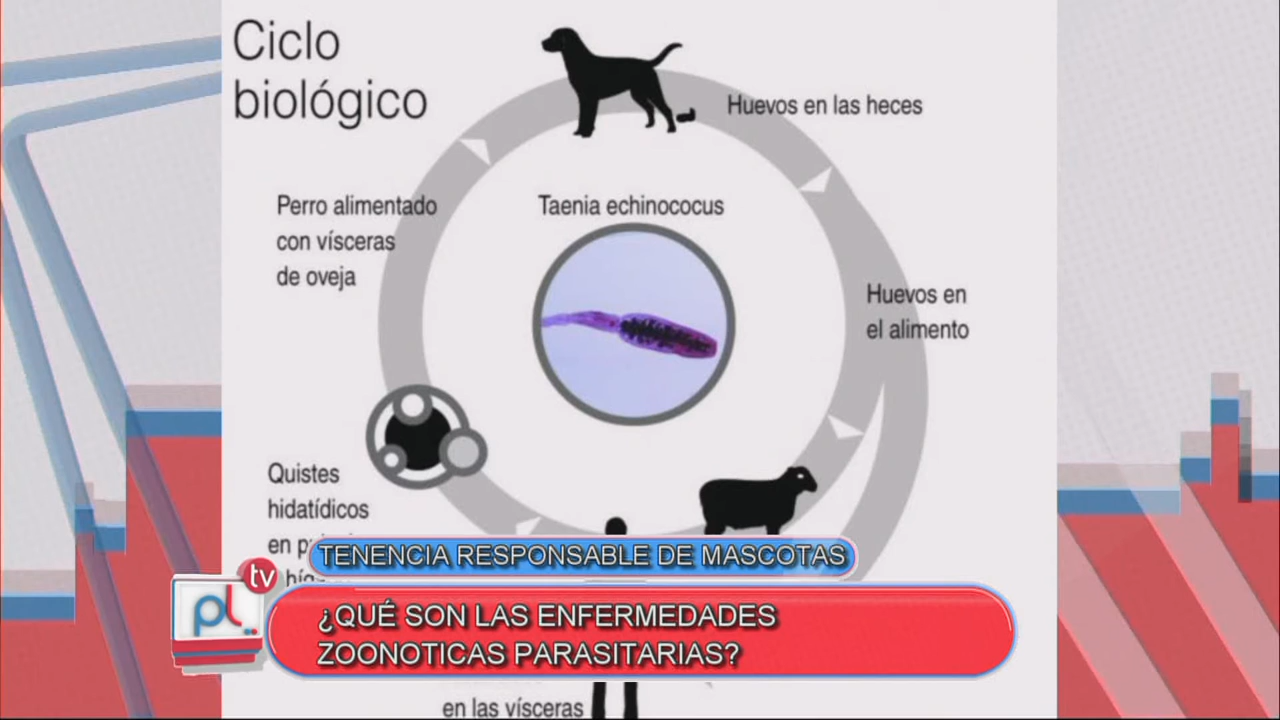 Ciclo
biológico
Huevos en las heces
Perro alimentado
con vísceras
de oveja
Taenia echinococus
Huevos en
el alimento
Quistes
hidatídicos
en
TENENCIA RESPONSABLE DE MASCOTAS
tv
pl
¿QUÉ SON LAS ENFERMEDADES
ZOONOTICAS PARASITARIAS?
en las vísceras